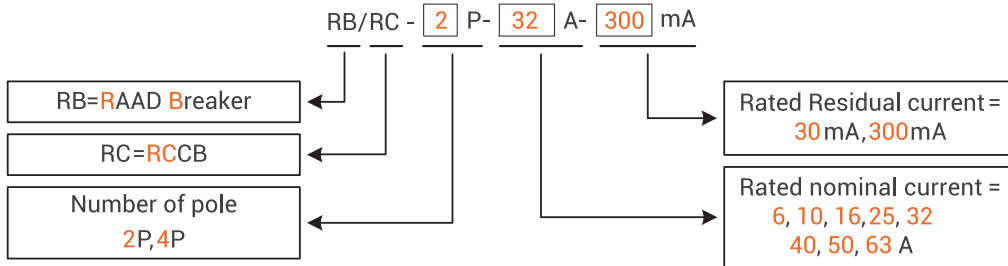 RB/RC - 2 P- 32 A- 300 mA
RB=RAAD Breaker
RC=RCCB
Number of pole
2P,4P
Rated Residual current =
30mA,300mA
Rated nominal current =
6, 10, 16,25, 32
40, 50, 63 A